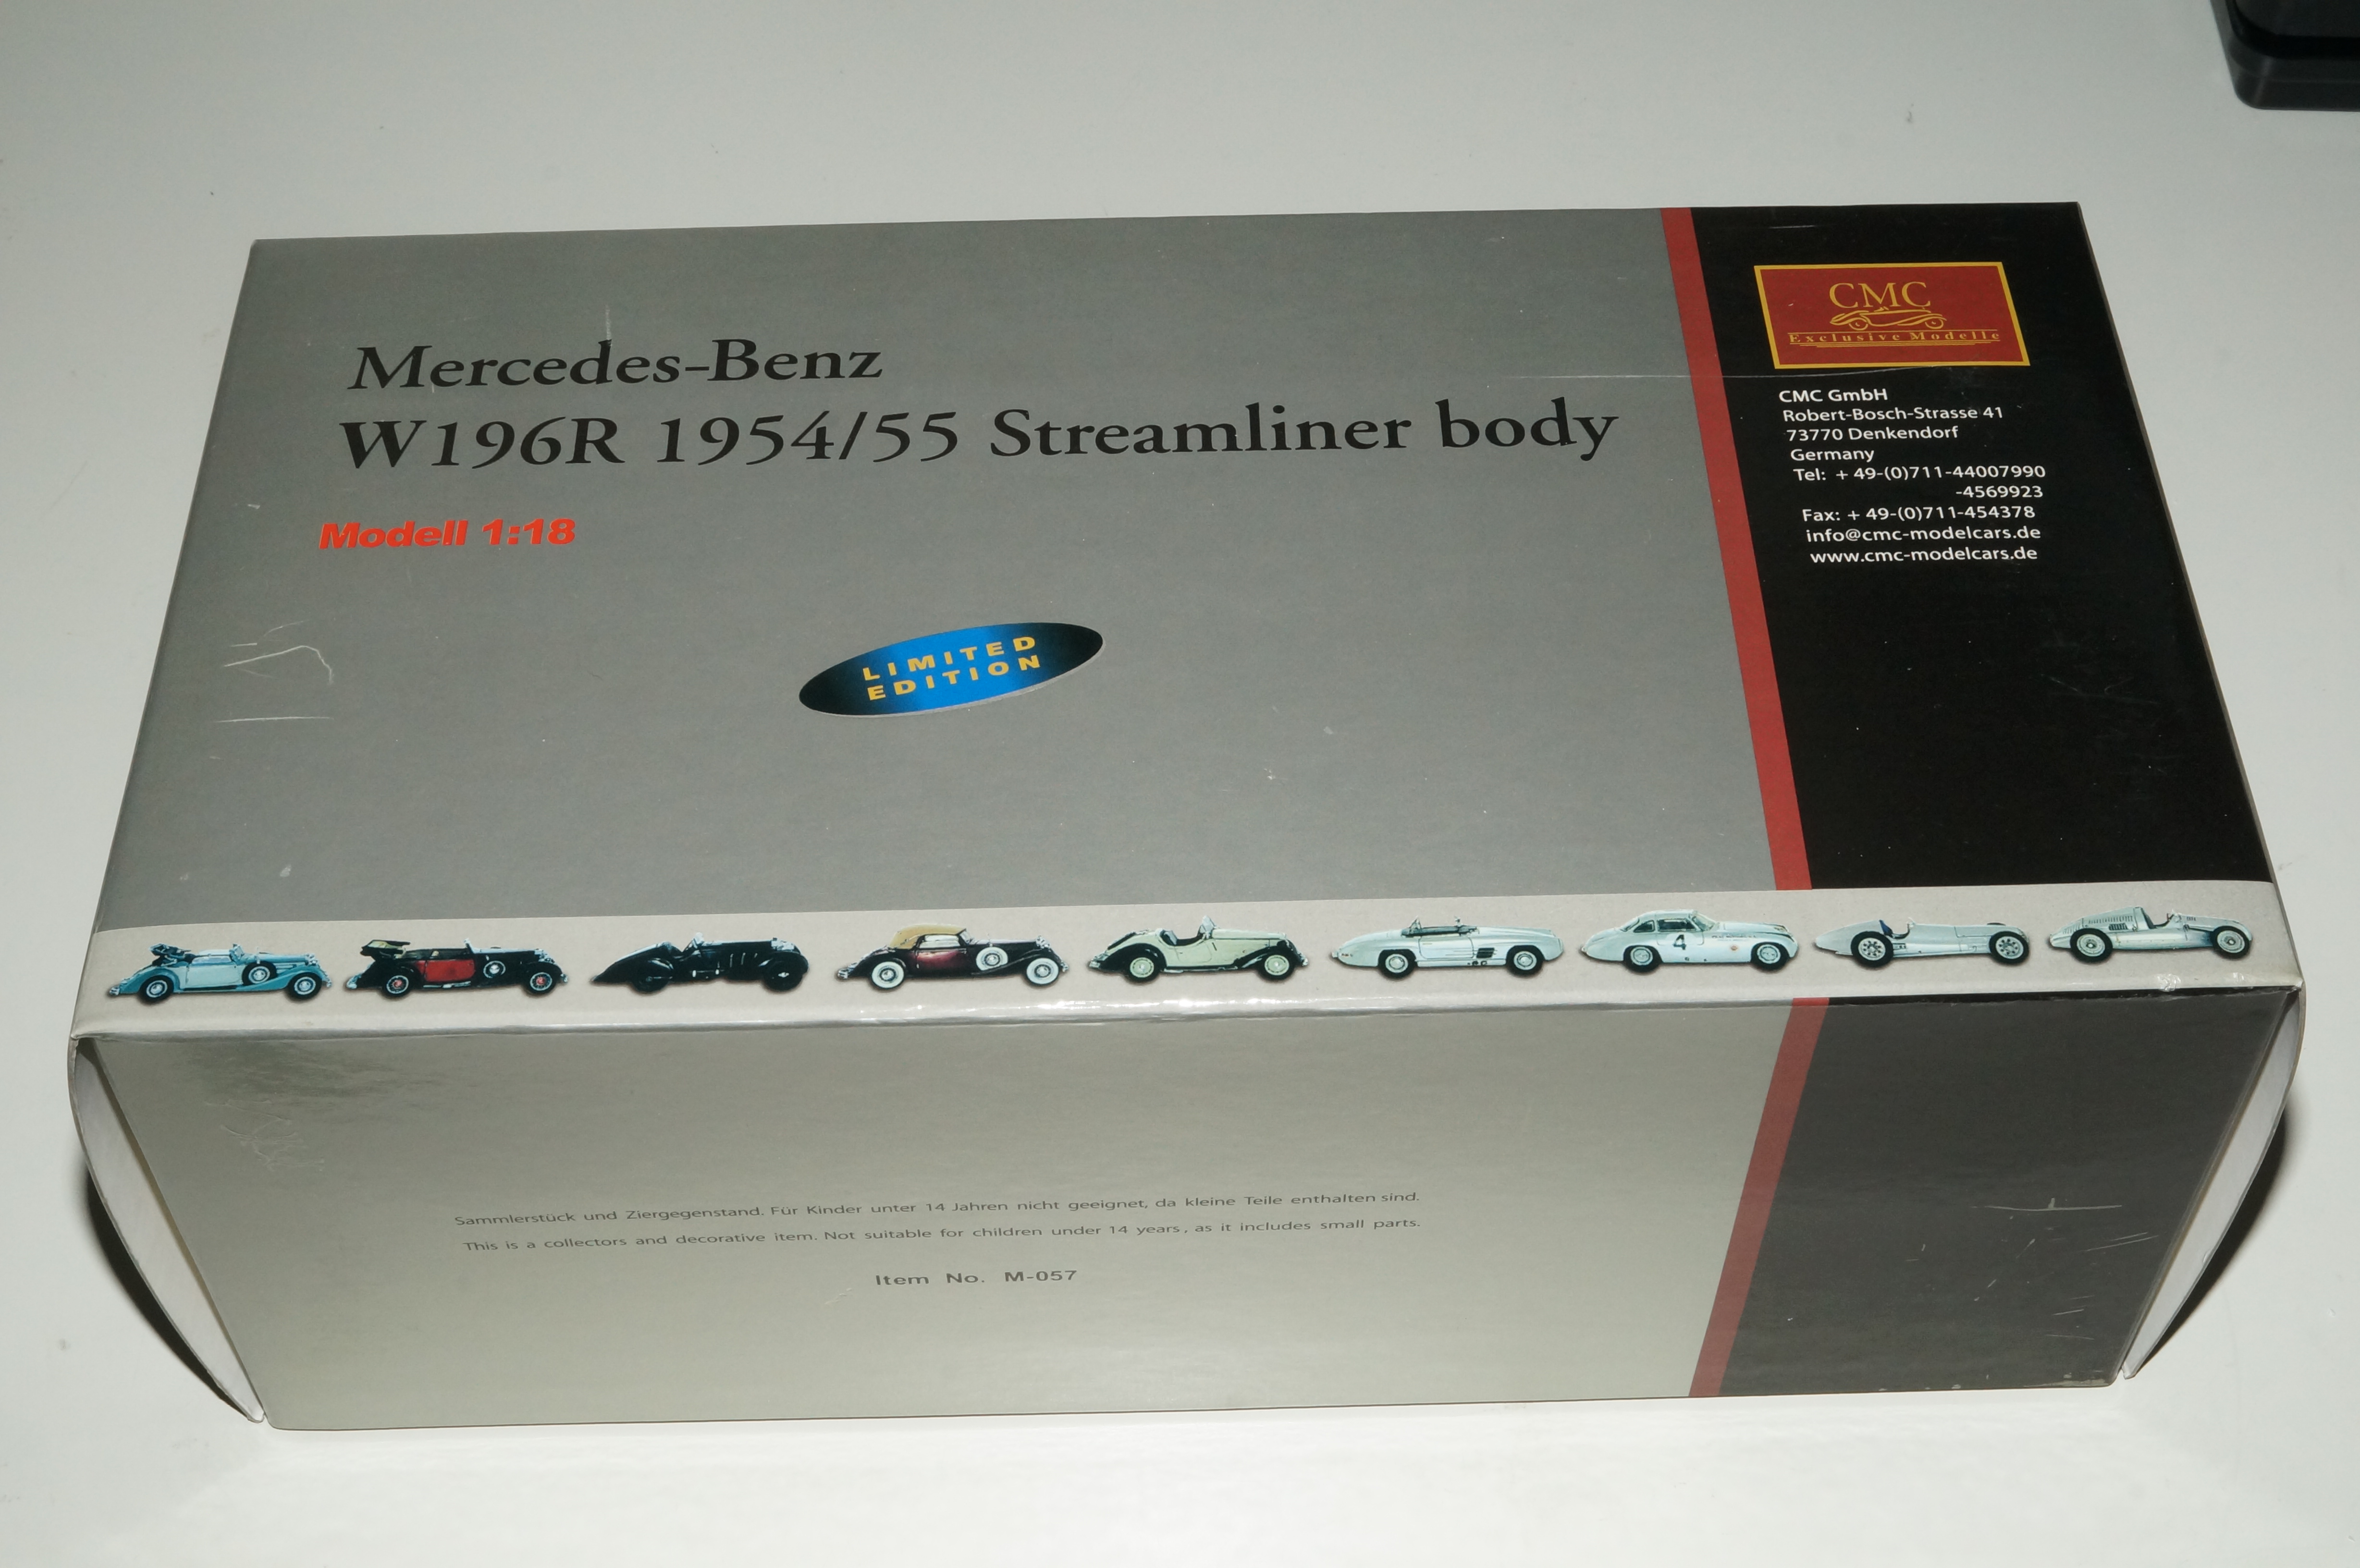 Mercedes-Benz
W196R 1954/55 Streamliner body
Modell 1:18
LIMITED
EDITION
CMC
Exclusive Modelle
CMC GmbH
Robert-Bosch-Strasse 41
73770 Denkendorf
Germany
Tel: + 49-(0)711-44007990
-4569923
Fax: + 49-(0)711-454378
info@cmc-modelcars.de
www.cmc-modelcars.de
4
Sammlerstück und Ziergegenstand. Für Kinder unter 14 Jahren nicht geeignet, da kleine Teile enthalten sind.
This is a collectors and decorative item. Not suitable for children under 14 years, as it includes small parts.
Item No. M-057